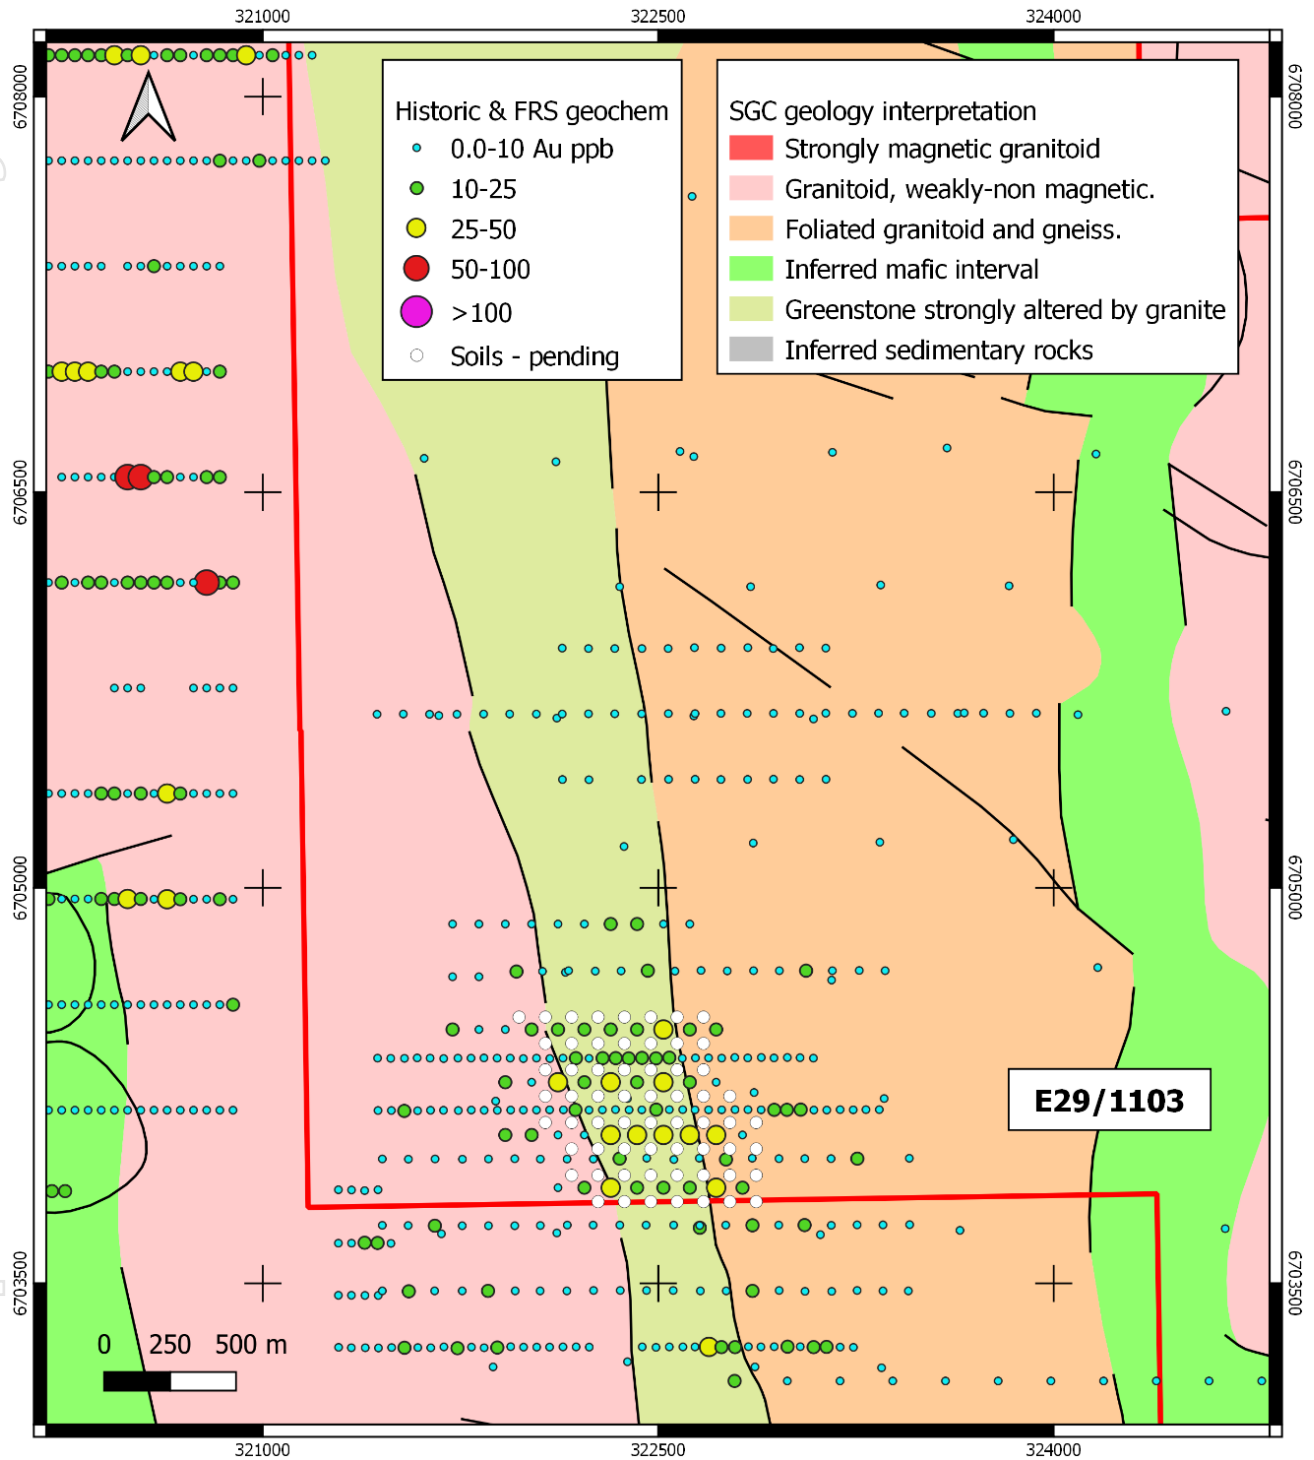 321000
322500
324000
6708000
6708000
Historic & FRS geochem
0.0-10 Au ppb
10-25
25-50
50-100
>100
Soils - pending
SGC geology interpretation
Strongly magnetic granitoid
Granitoid, weakly-non magnetic.
Foliated granitoid and gneiss.
Inferred mafic interval
Greenstone strongly altered by granite
Inferred sedimentary rocks
6706500
6706500
6705000
6705000
E29/1103
6703500
6703500
0 250 500 m
321000
322500
324000